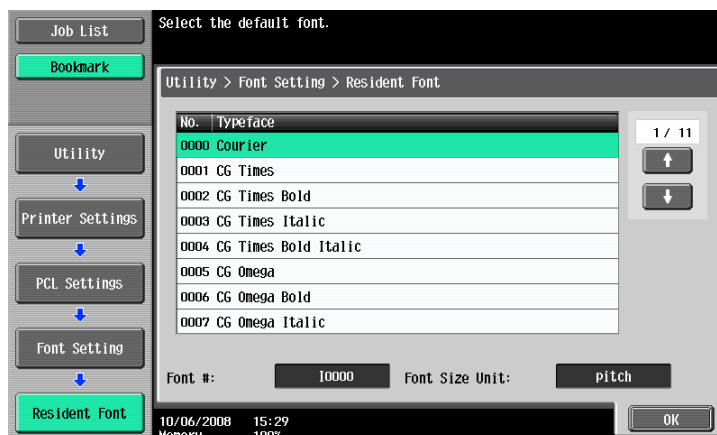 Job List
Bookmark
Utility
Printer Settings
PCL Settings
Font Setting
Resident Font
Select the default font.
Utility > Font Setting > Resident Font
No. Typeface
0000 Courier
0001 CG Times
0002 CG Times Bold
0003 CG Times Italic
0004 CG Times Bold Italic
0005 CG Omega
0006 CG Omega Bold
0007 CG Omega Italic
1/ 11
Font #: I0000 Font Size Unit: pitch
10/06/2008 15:29
Memory 100%
OK